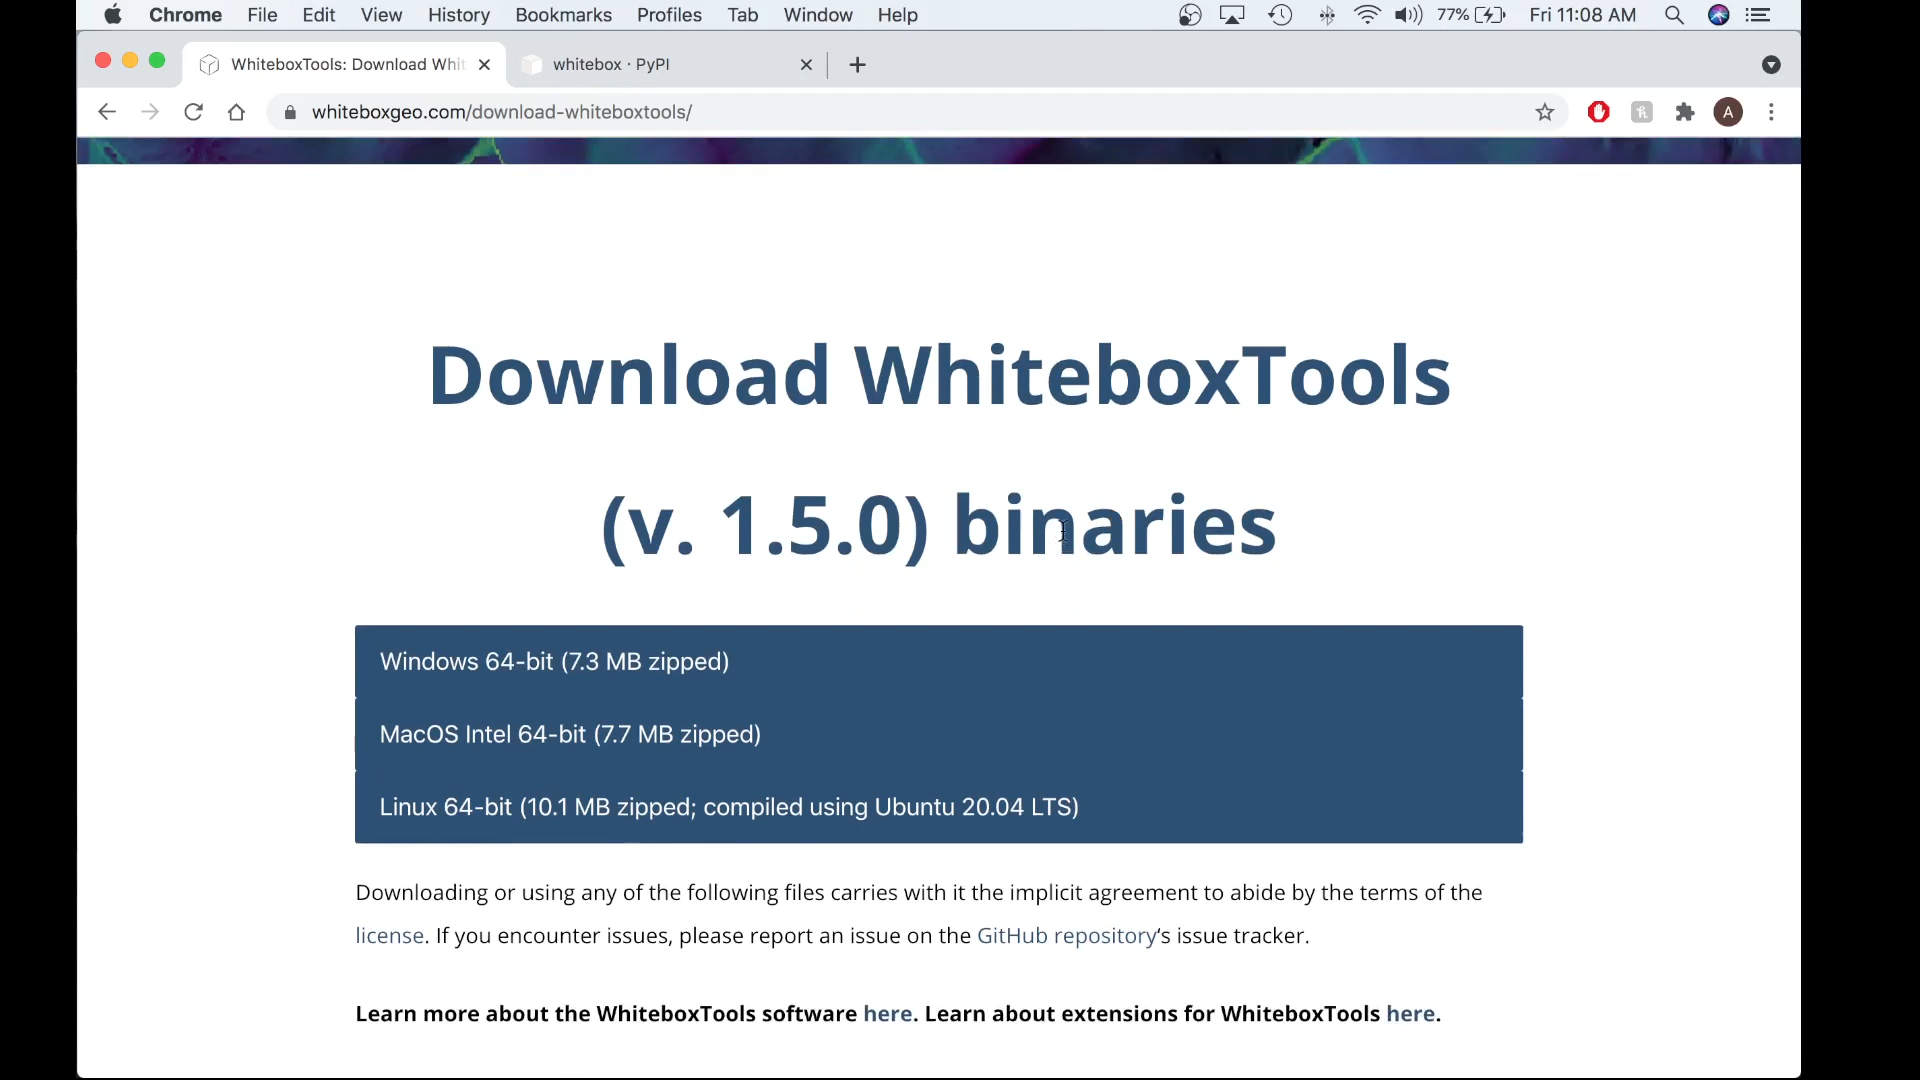 Chrome File Edit View History Bookmarks Profiles Tab Window Help 77% Fri 11:08 AM
WhiteboxTools: Download Whit whitebox · PyPI
whiteboxgeo.com/download-whiteboxtools/ A
Download WhiteboxTools
(v. 1.5.0) binaries
Windows 64-bit (7.3 MB zipped)
MacOS Intel 64-bit (7.7 MB zipped)
Linux 64-bit (10.1 MB zipped; compiled using Ubuntu 20.04 LTS)
Downloading or using any of the following files carries with it the implicit agreement to abide by the terms of the
license. If you encounter issues, please report an issue on the GitHub repository‘s issue tracker.
Learn more about the WhiteboxTools software here. Learn about extensions for WhiteboxTools here.